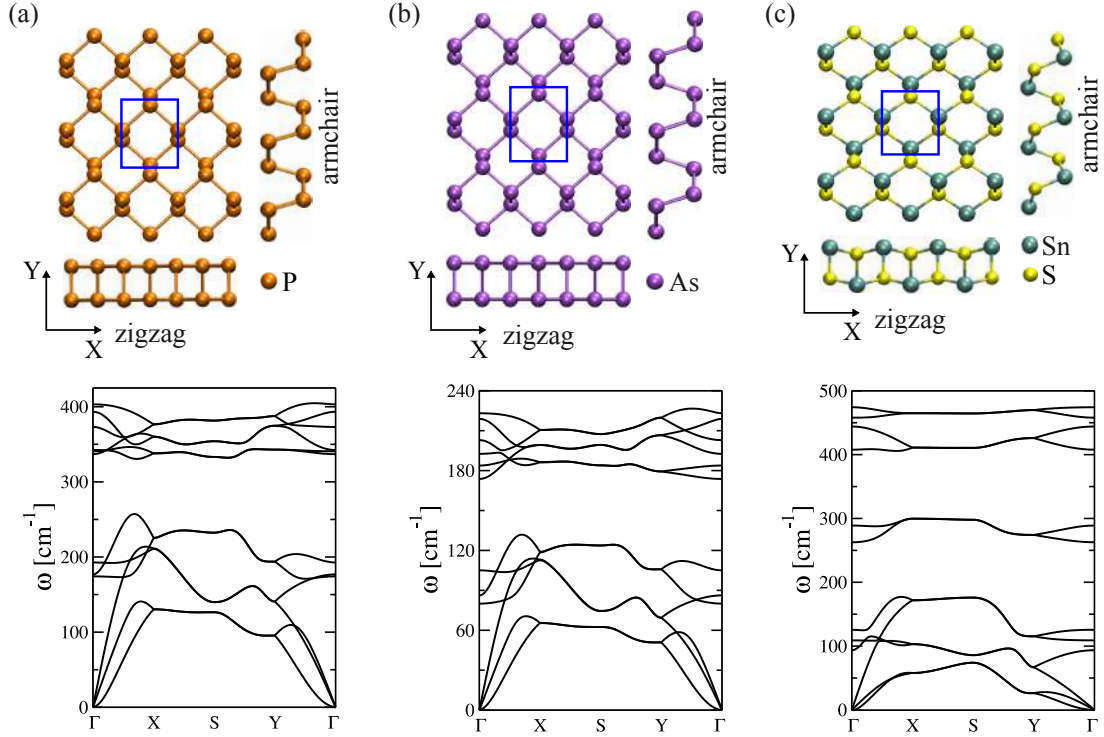 (a)
armchair
Y
X
zigzag
P
(b)
armchair
Y
X
zigzag
As
(c)
armchair
Y
X
zigzag
Sn
S
400
300
200
100
0
ω [cm⁻¹]
Γ X S Y Γ
240
180
120
60
0
ω [cm⁻¹]
Γ X S Y Γ
500
400
300
200
100
0
ω [cm⁻¹]
Γ X S Y Γ